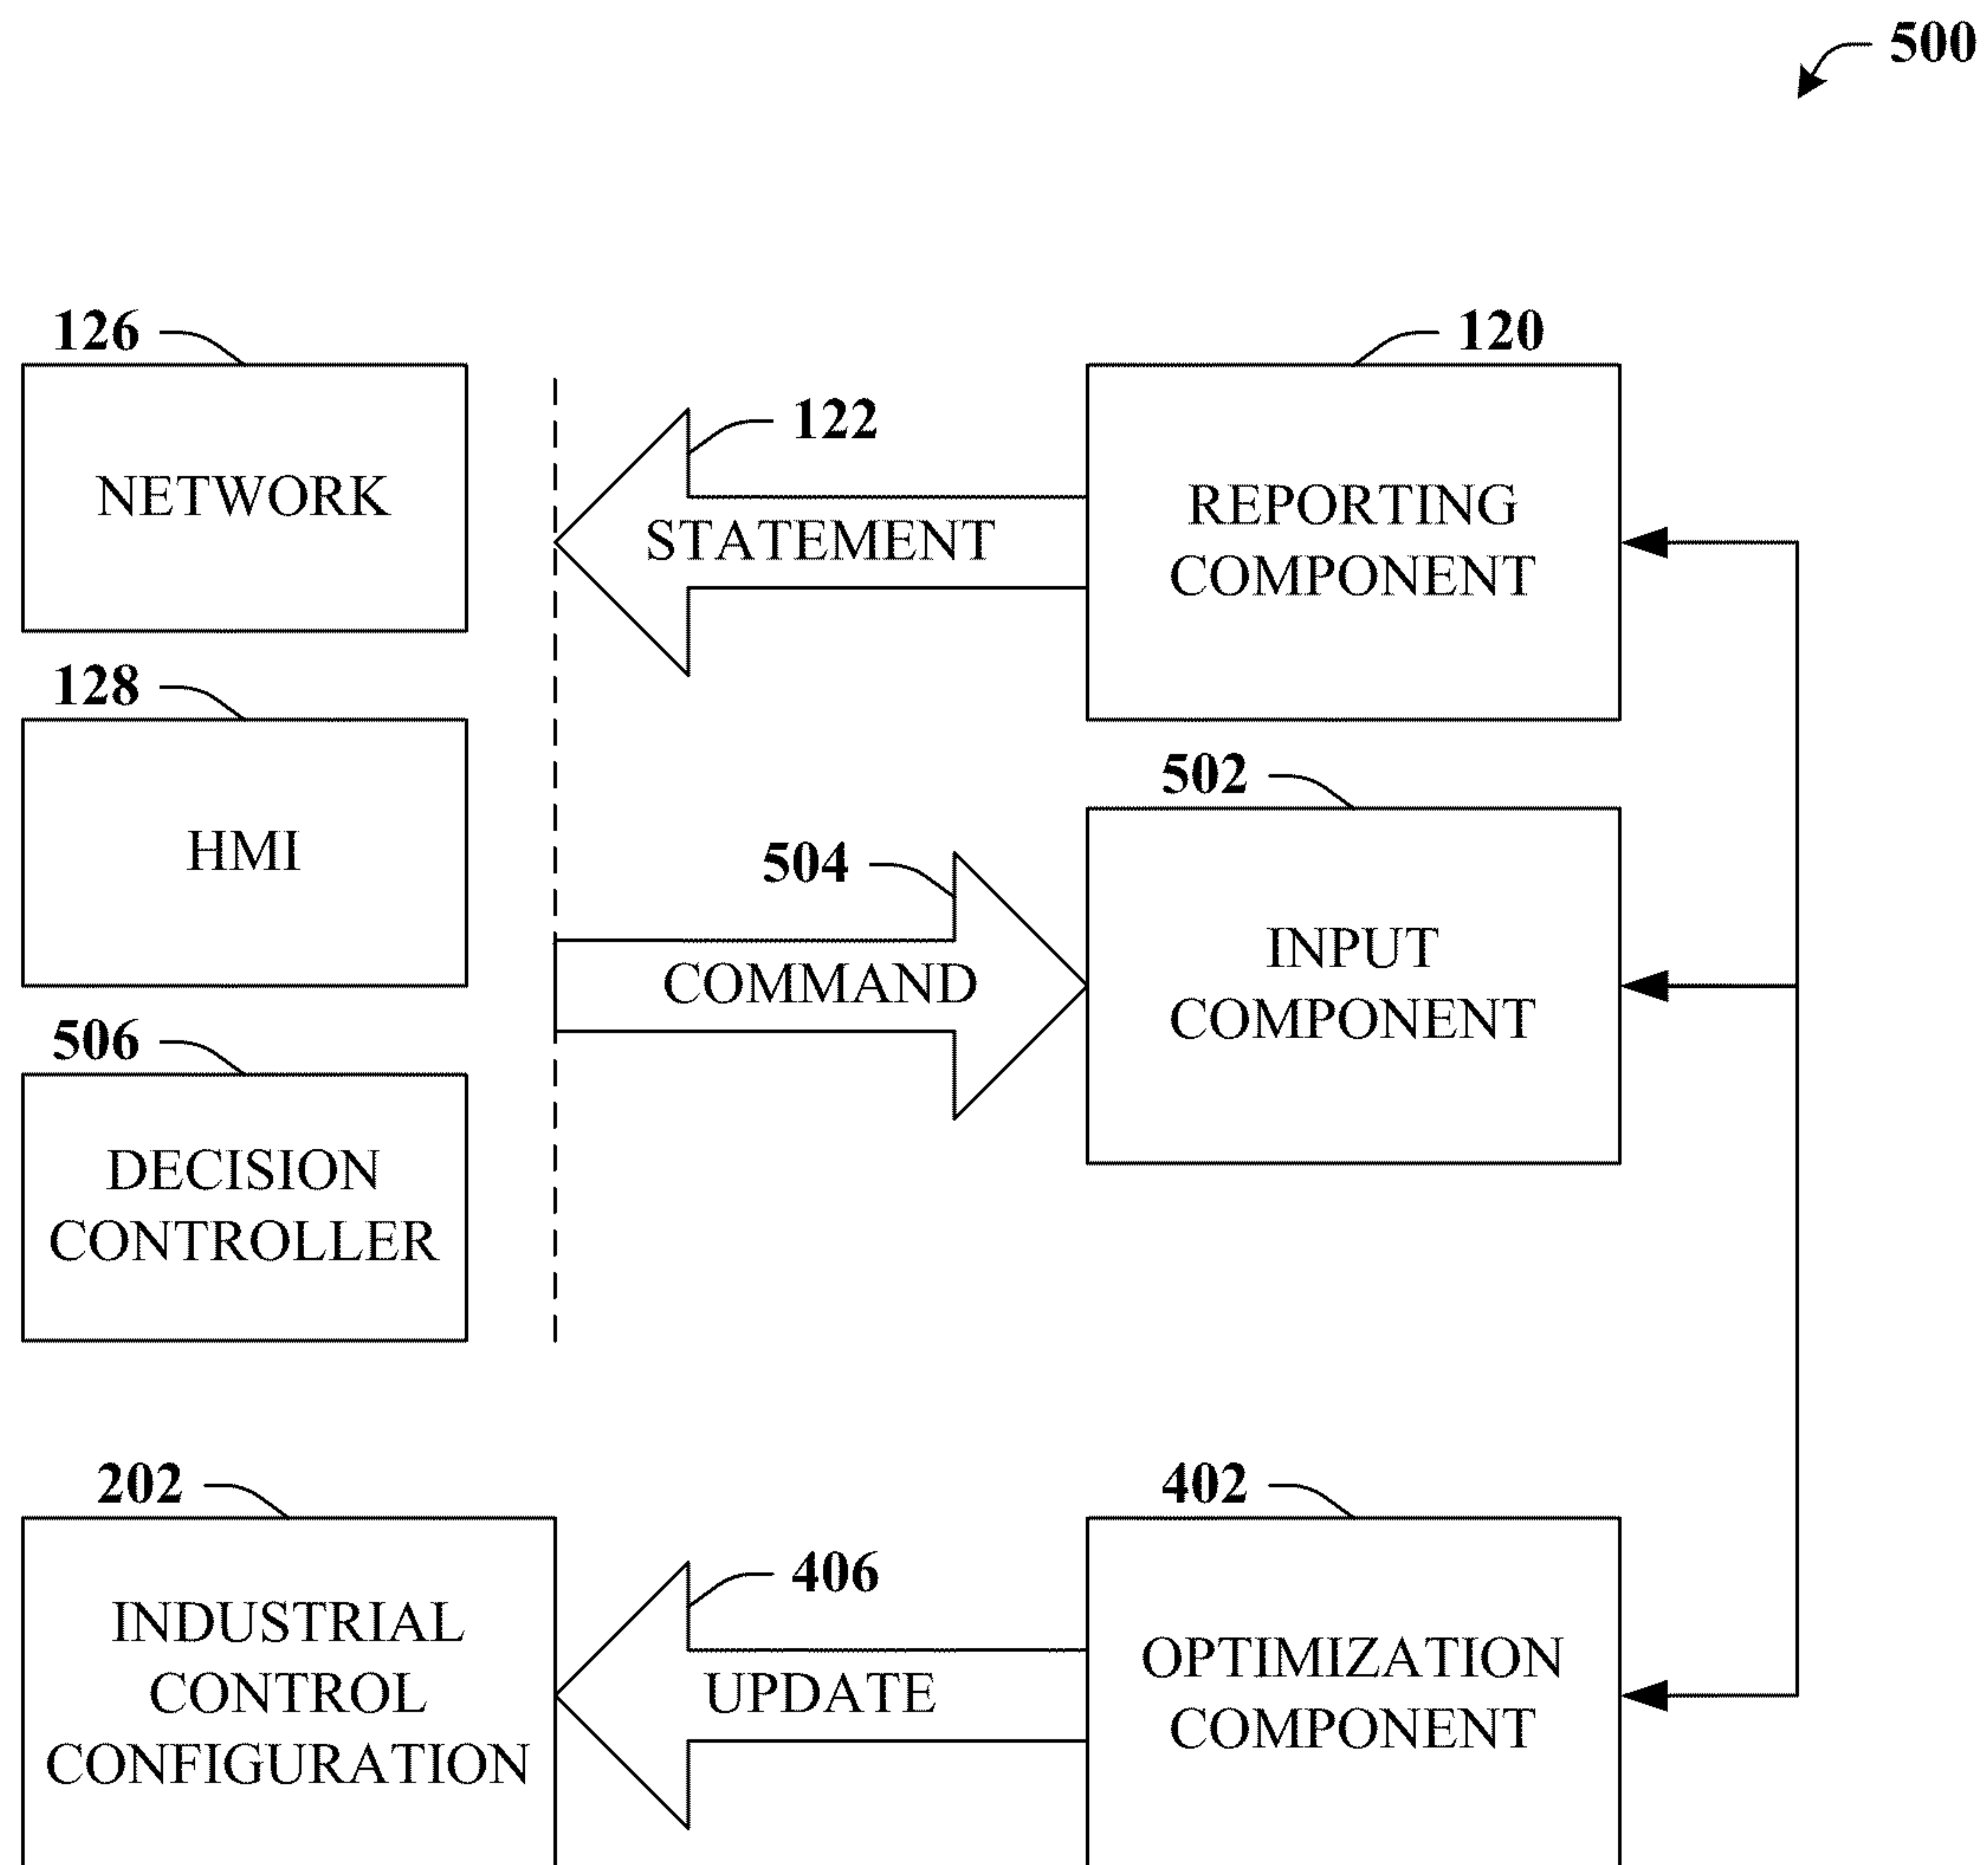 500
126
120
122
NETWORK
STATEMENT
REPORTING
COMPONENT
128
502
HMI
504
COMMAND
INPUT
COMPONENT
506
DECISION
CONTROLLER
202
402
406
INDUSTRIAL
CONTROL
CONFIGURATION
UPDATE
OPTIMIZATION
COMPONENT